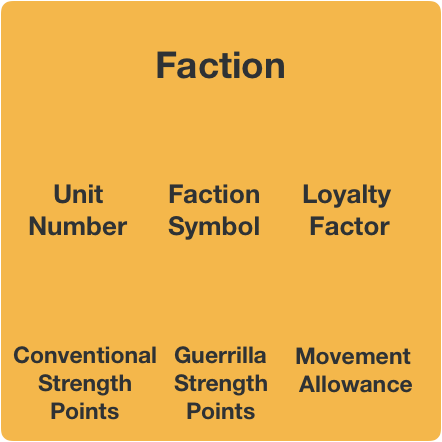 Faction
Unit Number
Faction Symbol
Loyalty Factor
Conventional Strength Points
Guerrilla Strength Points
Movement Allowance